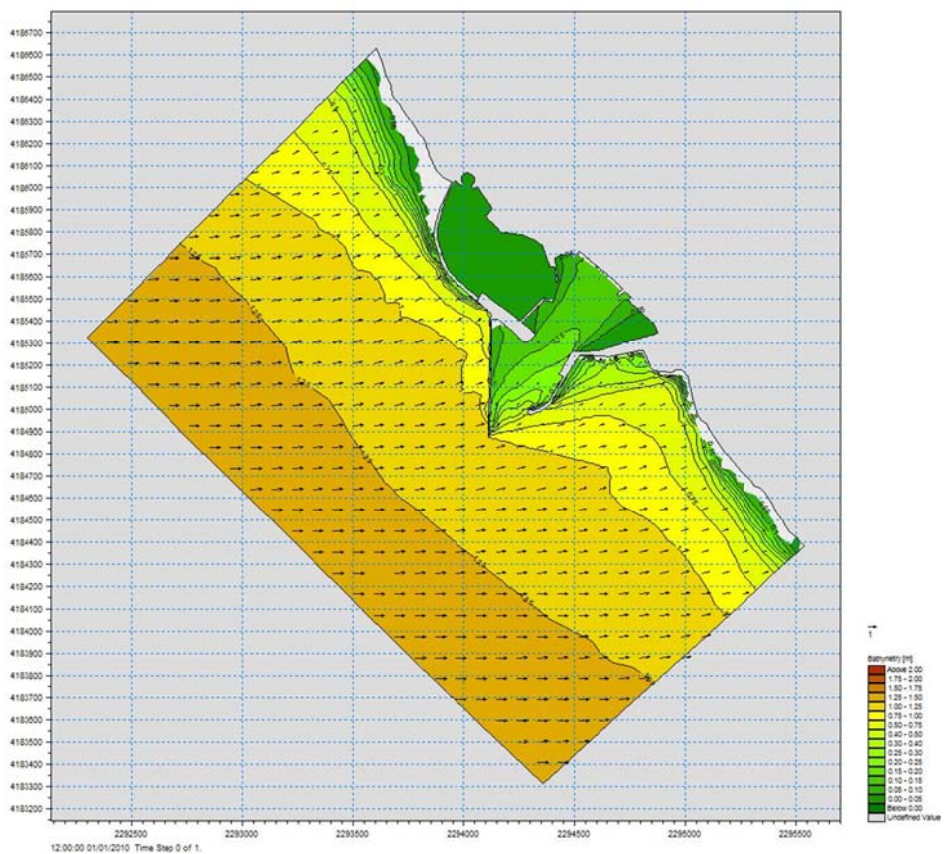 4186700
4186600
4186500
4186400
4186300
4186200
4186100
4186000
4185900
4185800
4185700
4185600
4185500
4185400
4185300
4185200
4185100
4185000
4184900
4184800
4184700
4184600
4184500
4184400
4184300
4184200
4184100
4184000
4183900
4183800
4183700
4183600
4183500
4183400
4183300
4183200
2292500 2293000 2293500 2294000 2294500 2295000 2295500
12:00:00 01/01/2010 Time Step 0 of 1.
1
Bathymetry [m]
Above 2.00
1.75 - 2.00
1.50 - 1.75
1.25 - 1.50
1.00 - 1.25
0.75 - 1.00
0.50 - 0.75
0.40 - 0.50
0.30 - 0.40
0.25 - 0.30
0.20 - 0.25
0.15 - 0.20
0.10 - 0.15
0.05 - 0.10
0.00 - 0.05
Below 0.00
Undefined Value